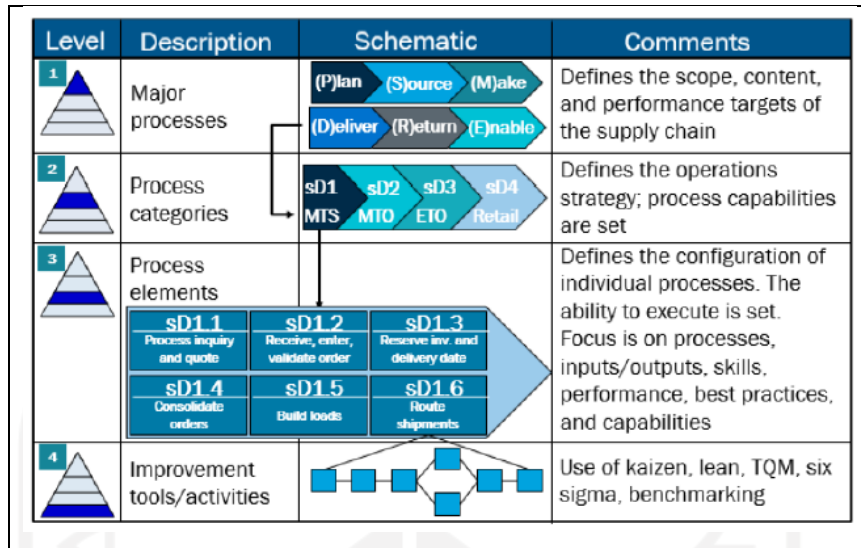 Level Description Schematic Comments
1
Major
processes
(P)lan (S)ource (M)ake
(D)eliver (R)eturn (E)nable
Defines the scope, content,
and performance targets of
the supply chain
2
Process
categories
sD1 sD2 sD3 sD4
MTS MTO ETO Retail
Defines the operations
strategy; process capabilities
are set
3
Process
elements
sD1.1
Process inquiry
and quote
sD1.2
Receive, enter,
validate order
sD1.3
Reserve inv. and
delivery date
sD1.4
Consolidate
orders
sD1.5
Build loads
sD1.6
Route
shipments
Defines the configuration of
individual processes. The
ability to execute is set.
Focus is on processes,
inputs/outputs, skills,
performance, best practices,
and capabilities
4
Improvement
tools/activities
Use of kaizen, lean, TQM, six
sigma, benchmarking